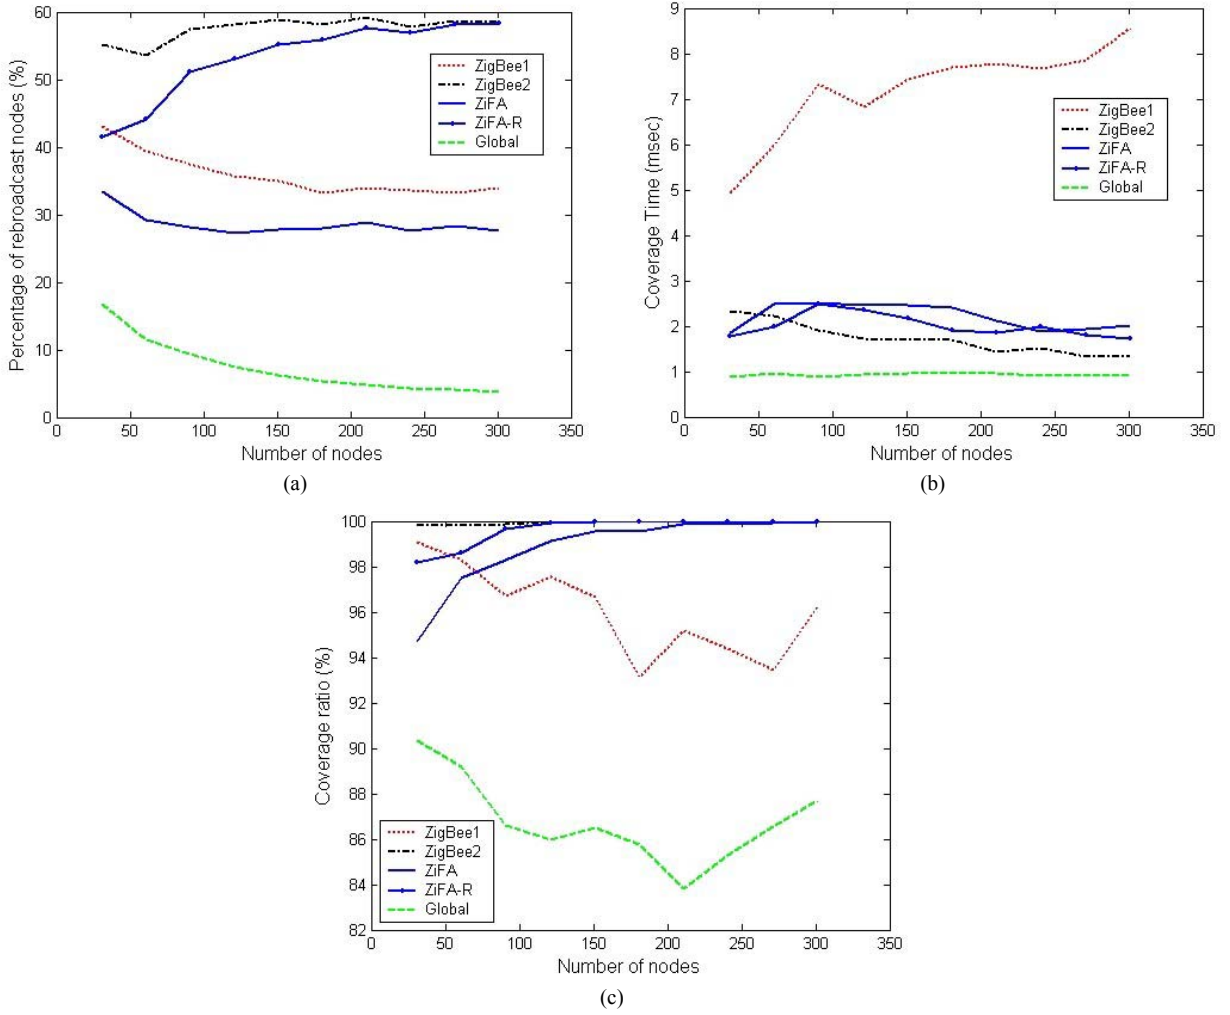 60
50
40
30
20
10
0
0 50 100 150 200 250 300 350
Percentage of rebroadcast nodes (%)
Number of nodes
ZigBee1
ZigBee2
ZiFA
ZiFA-R
Global
(a)
9
8
7
6
5
4
3
2
1
0
0 50 100 150 200 250 300 350
Coverage Time (msec)
Number of nodes
ZigBee1
ZigBee2
ZiFA
ZiFA-R
Global
(b)
100
98
96
94
92
90
88
86
84
82
0 50 100 150 200 250 300 350
Coverage ratio (%)
Number of nodes
ZigBee1
ZigBee2
ZiFA
ZiFA-R
Global
(c)